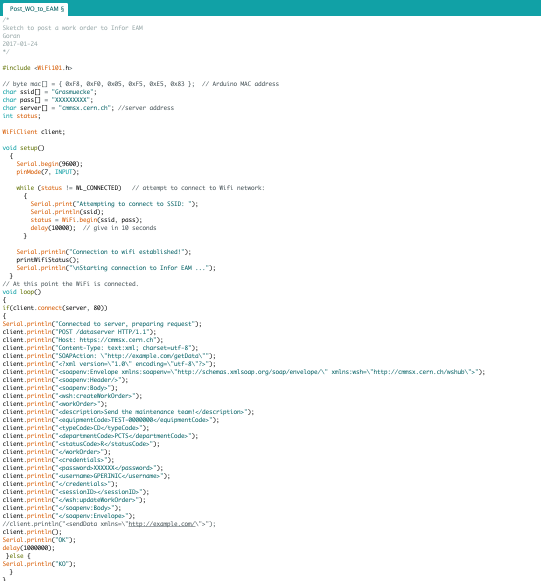 Post_WO_to_EAM §
/*
Sketch to post a work order to Infor EAM
Goran
2017-01-24
*/
#include <WiFi101.h>
// byte mac[] = { 0xF8, 0xF0, 0x05, 0xF5, 0xE5, 0x83 };  // Arduino MAC address
char ssid[] = "Grasmuecke";
char pass[] = "XXXXXXXXX";
char server[] = "cmmsx.cern.ch"; //server address
int status;
WiFiClient client;
void setup()
{
Serial.begin(9600);
pinMode(7, INPUT);
while (status != WL_CONNECTED)   // attempt to connect to Wifi network:
{
Serial.print("Attempting to connect to SSID: ");
Serial.println(ssid);
status = WiFi.begin(ssid, pass);
delay(10000);  // give in 10 seconds
}
Serial.println("Connection to wifi established!");
printWifiStatus();
Serial.println("\nStarting connection to Infor EAM ...");
}
// At this point the WiFi is connected.
void loop()
{
if(client.connect(server, 80))
{
Serial.println("Connected to server, preparing request");
client.println("POST /dataserver HTTP/1.1");
client.println("Host: https://cmmsx.cern.ch");
client.println("Content-Type: text:xml; charset=utf-8");
client.println("SOAPAction: \"http://example.com/getData\"");
client.println("<?xml version=\"1.0\" encoding=\"utf-8\"?>");
client.println("<soapenv:Envelope xmlns:soapenv=\"http://schemas.xmlsoap.org/soap/envelope/\" xmlns:wsh=\"http://cmmsx.cern.ch/wshub\">");
client.println("<soapenv:Header/>");
client.println("<soapenv:Body>");
client.println("<wsh:createWorkOrder>");
client.println("<workOrder>");
client.println("<description>Send the maintenance team!</description>");
client.println("<equipmentCode>TEST-0000000</equipmentCode>");
client.println("<typeCode>CD</typeCode>");
client.println("<departmentCode>PCTS</departmentCode>");
client.println("<statusCode>R</statusCode>");
client.println("</workOrder>");
client.println("<credentials>");
client.println("<password>XXXXXX</password>");
client.println("<username>GPERINIC</username>");
client.println("</credentials>");
client.println("<sessionID></sessionID>");
client.println("</wsh:updateWorkOrder>");
client.println("</soapenv:Body>");
client.println("</soapenv:Envelope>");
//client.println("<sendData xmlns=\"http://example.com/\">");
client.println();
Serial.println("OK");
delay(1000000);
}else {
Serial.println("KO");
}
}